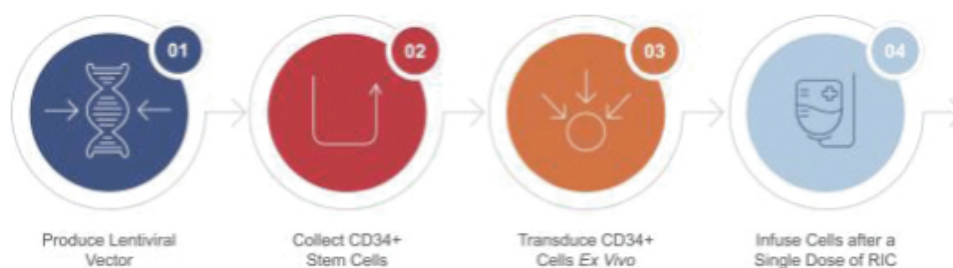 01
02
03
04
Produce Lentiviral
Vector
Collect CD34+
Stem Cells
Transduce CD34+
Cells Ex Vivo
Infuse Cells after a
Single Dose of RIC